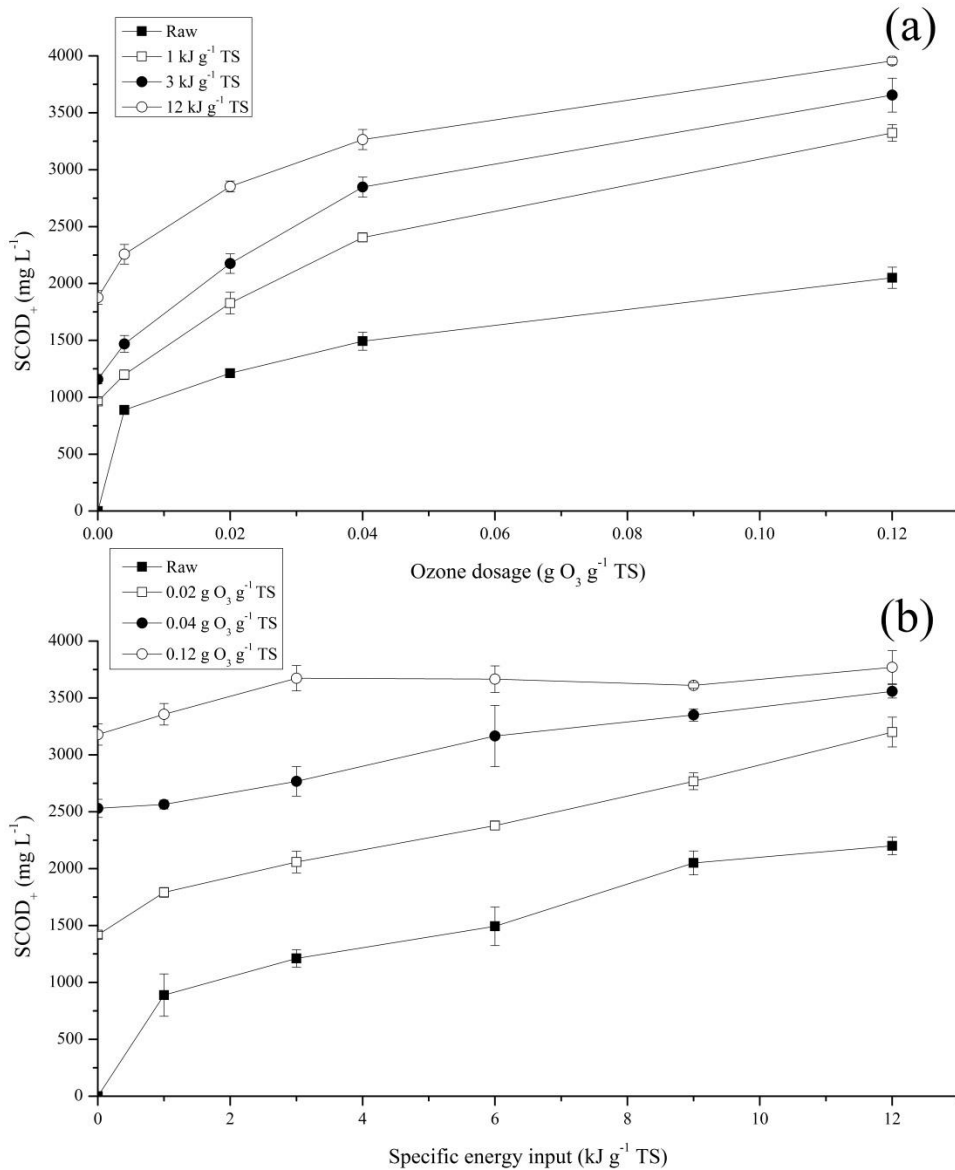 (a)
Raw
1 kJ g⁻¹ TS
3 kJ g⁻¹ TS
12 kJ g⁻¹ TS
4000
3500
3000
2500
2000
1500
1000
500
0
SCOD₊ (mg L⁻¹)
0.00 0.02 0.04 0.06 0.08 0.10 0.12
Ozone dosage (g O₃ g⁻¹ TS)
(b)
Raw
0.02 g O₃ g⁻¹ TS
0.04 g O₃ g⁻¹ TS
0.12 g O₃ g⁻¹ TS
4000
3500
3000
2500
2000
1500
1000
500
0
SCOD₊ (mg L⁻¹)
0 2 4 6 8 10 12
Specific energy input (kJ g⁻¹ TS)